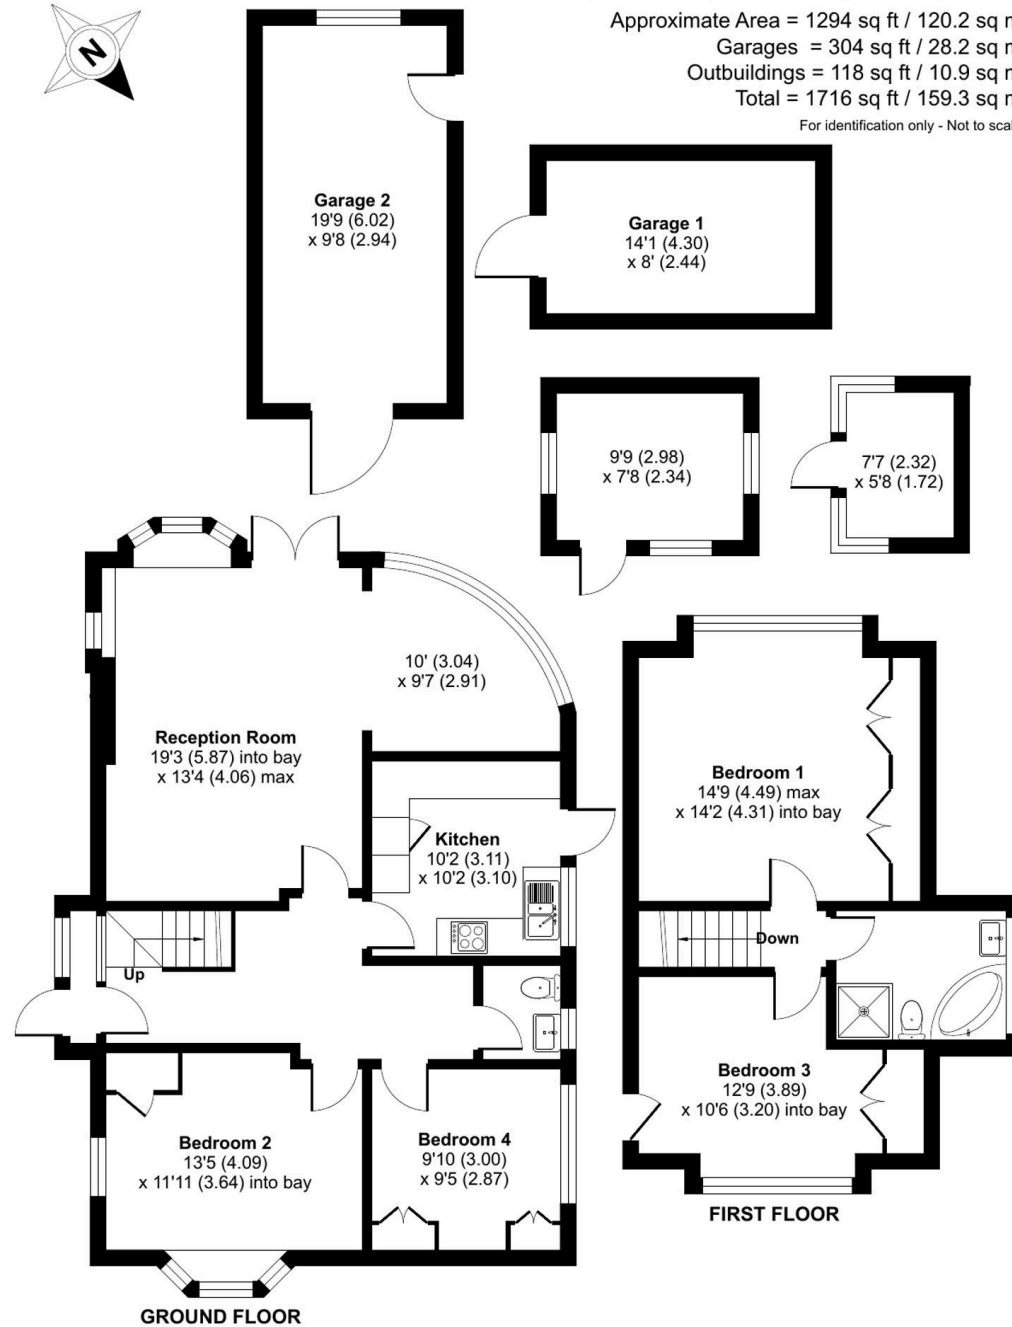 N
Approximate Area = 1294 sq ft / 120.2 sq m
Garages = 304 sq ft / 28.2 sq m
Outbuildings = 118 sq ft / 10.9 sq m
Total = 1716 sq ft / 159.3 sq m
For identification only - Not to scal
Garage 2
19'9 (6.02)
x 9'8 (2.94)
Garage 1
14'1 (4.30)
x 8' (2.44)
9'9 (2.98)
x 7'8 (2.34)
7'7 (2.32)
x 5'8 (1.72)
10' (3.04)
x 9'7 (2.91)
Reception Room
19'3 (5.87) into bay
x 13'4 (4.06) max
Kitchen
10'2 (3.11)
x 10'2 (3.10)
Up
Bedroom 2
13'5 (4.09)
x 11'11 (3.64) into bay
Bedroom 4
9'10 (3.00)
x 9'5 (2.87)
GROUND FLOOR
Bedroom 1
14'9 (4.49) max
x 14'2 (4.31) into bay
Down
Bedroom 3
12'9 (3.89)
x 10'6 (3.20) into bay
FIRST FLOOR